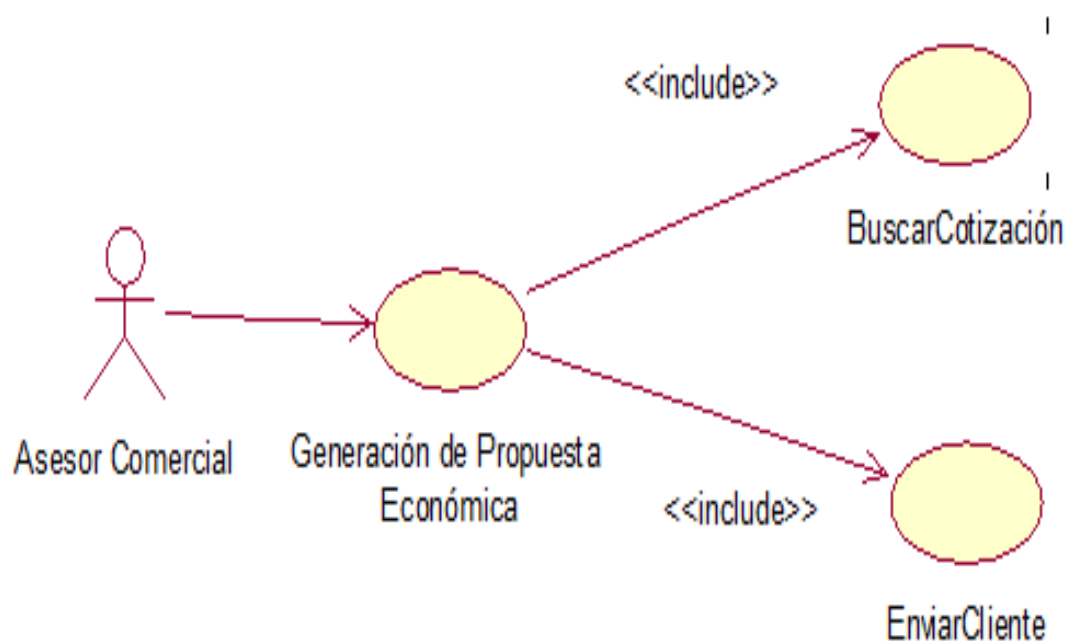 <<include>>
BuscarCotización
Asesor Comercial
Generación de Propuesta
Económica
<<include>>
EnviarCliente